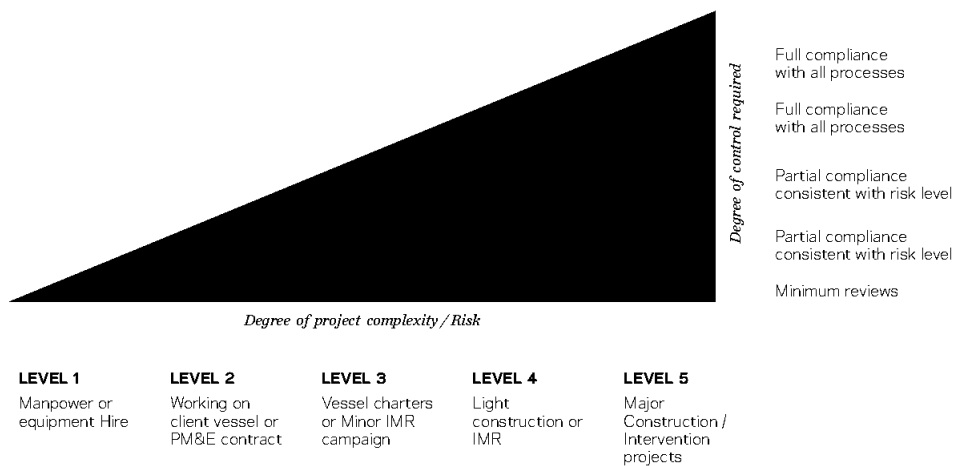 Full compliance
with all processes
Full compliance
with all processes
Partial compliance
consistent with risk level
Partial compliance
consistent with risk level
Minimum reviews
Degree of control required
Degree of project complexity / Risk
LEVEL 1
Manpower or
equipment Hire
LEVEL 2
Working on
client vessel or
PM&E contract
LEVEL 3
Vessel charters
or Minor IMR
campaign
LEVEL 4
Light
construction or
IMR
LEVEL 5
Major
Construction /
Intervention
projects